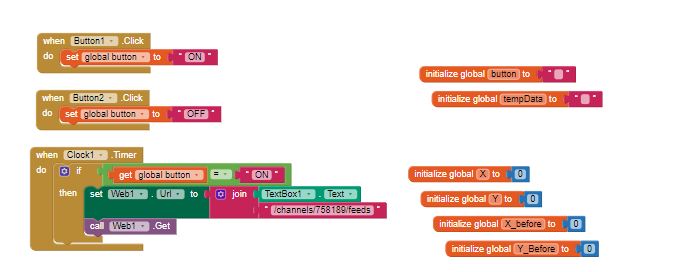 when Button1 .Click
do set global button to " ON "
when Button2 .Click
do set global button to " OFF "
when Clock1 .Timer
do if get global button = " ON "
then set Web1 . Url to join TextBox1 . Text
" /channels/758189/feeds "
call Web1 .Get
initialize global button to " "
initialize global tempData to " "
initialize global X to 0
initialize global Y to 0
initialize global X_before to 0
initialize global Y_Before to 0